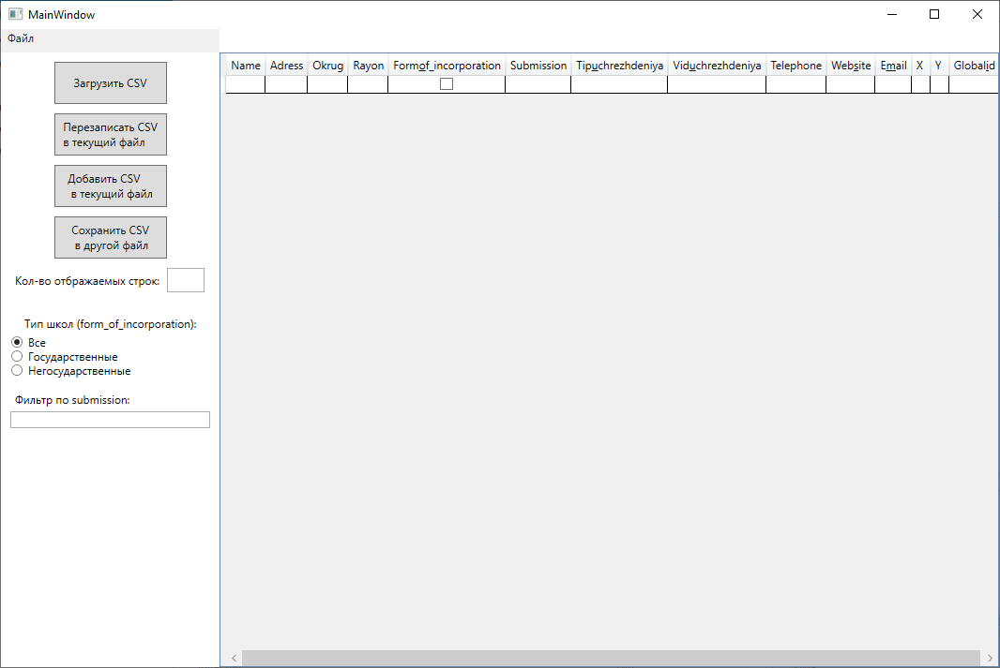 MainWindow
Файл
Загрузить CSV
Перезаписать CSV
в текущий файл
Добавить CSV
в текущий файл
Сохранить CSV
в другой файл
Кол-во отбражаемых строк:
Тип школ (form_of_incorporation):
Все
Государственные
Негосударственные
Фильтр по submission:
Name Adress Okrug Rayon Formof_incorporation Submission Tipuchrezhdeniya Viduchrezhdeniya Telephone Website Email X Y Globalid